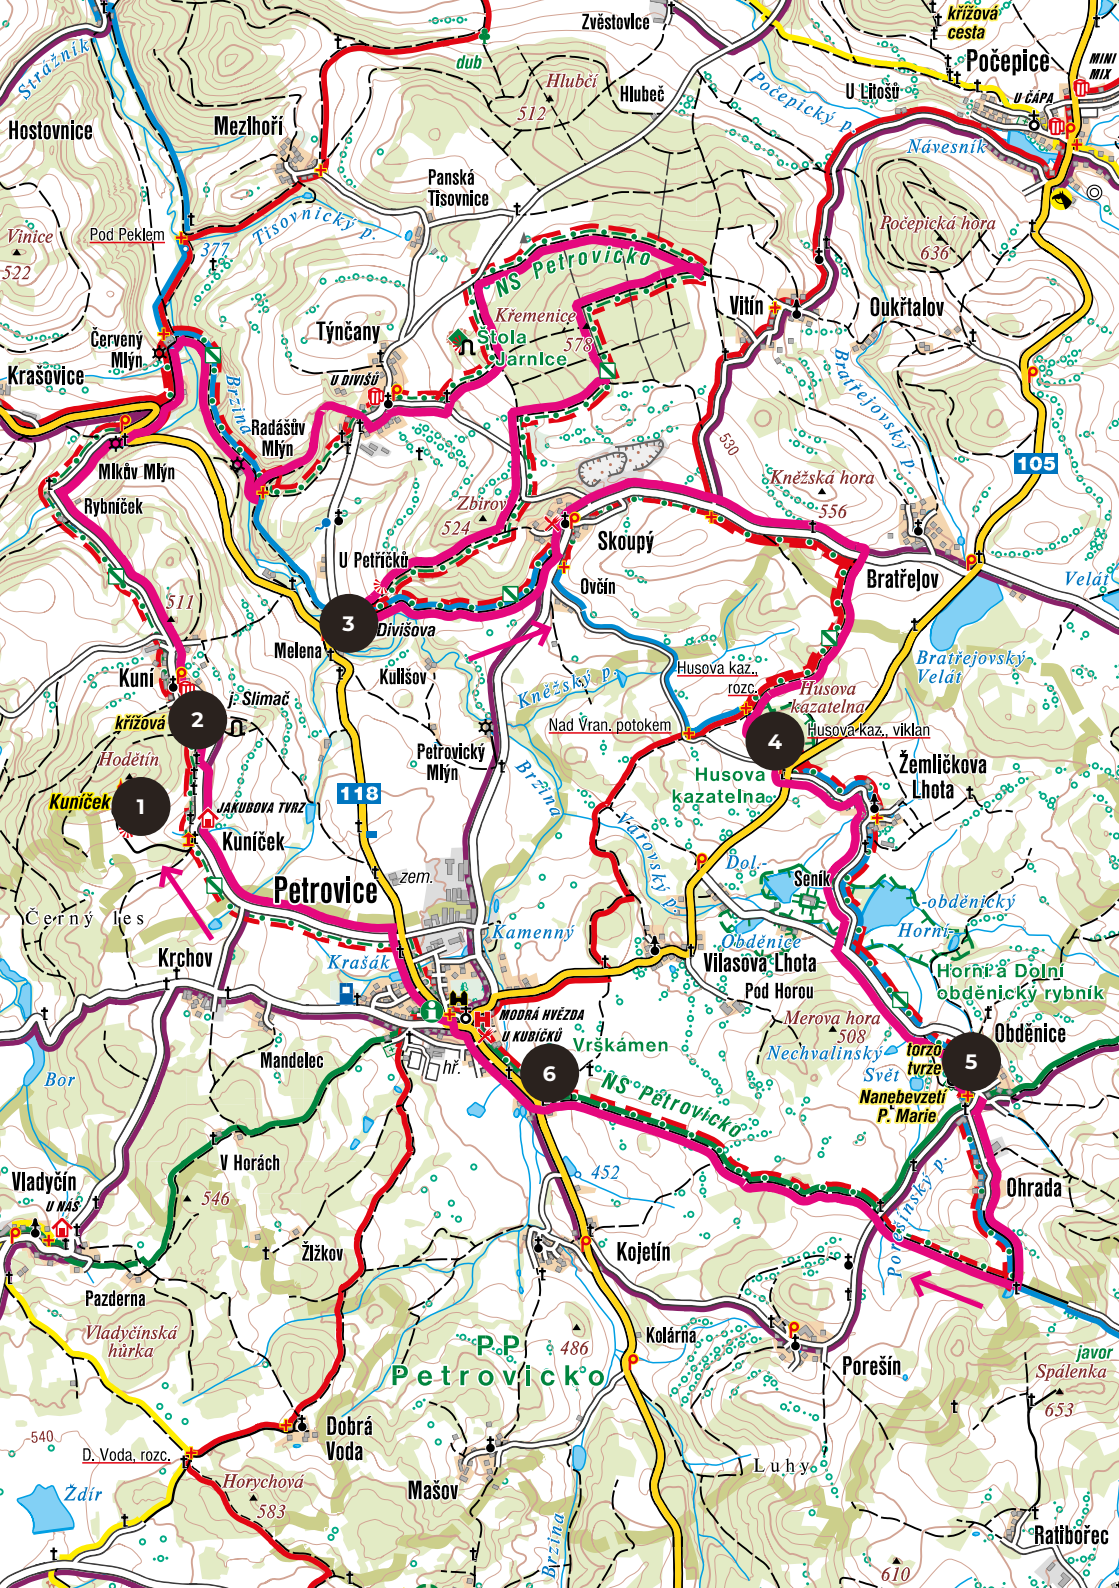 Zvěstovice
křížová
cesta
Strážník
dub
Hlubčí
512
Hlubeč
Počepice
MINI
MIX
U Litošů
U ČÁPA
Počepický p.
Hostovnice
Mezlhoří
Návesník
Panská
Tisovnice
Vinice
522
Pod Peklem
377
Tisovnický p.
Počepická hora
636
NS Petrovicko
Vitín
Oukřtalov
Křemenice
578
Štola
Jarnice
Týnčany
U DIVIŠŮ
Červený
Mlýn
Krašovice
Brzina
Radášův
Mlýn
Bratřejovský p.
530
105
Mlkův Mlýn
Rybníček
Kněžská hora
556
Zbirov
524
Skoupý
U Petříčků
Ovčín
Bratřejov
Velát
511
3
Divišova
Melena
Kulišov
Bratřejovský
Velát
Kuní
j. Slimač
2
křížová
Kněžský p.
Husova kaz.,
rozc.
Husova
kazatelna
Nad Vran. potokem
Husova kaz., viklan
4
Petrovický
Mlýn
Hodětín
Kuníček
1
JAKUBOVA TVRZ
118
Brzina
Husova
kazatelna
Žemličkova
Lhota
Kuníček
Varovský p.
Petrovice
zem.
Dol.-
Seník
-obděnický
Horní-
Černý les
Kamenný
Obděnice
Krchov
Krašák
Vilasova Lhota
Horní a Dolní
obděnický rybník
Pod Horou
MODRÁ HVĚZDA
U KUBÍČKŮ
Merova hora
508
Obděnice
Vrškámen
Nechvalinský
Svět
torzo
tvrze
5
Mandelec
hř.
6
NS Petrovicko
Nanebevzetí
P. Marie
Bor
V Horách
452
Vladyčín
U NÁS
546
Porešínský p.
Ohrada
Žižkov
Kojetín
Pazderna
Vladyčínská
hůrka
PP
Petrovicko
486
Kolárna
Porešín
javor
Spálenka
653
540
D. Voda, rozc.
Dobrá
Voda
Luhy
Horychová
583
Ždír
Mašov
Brzina
Ratibořec
610